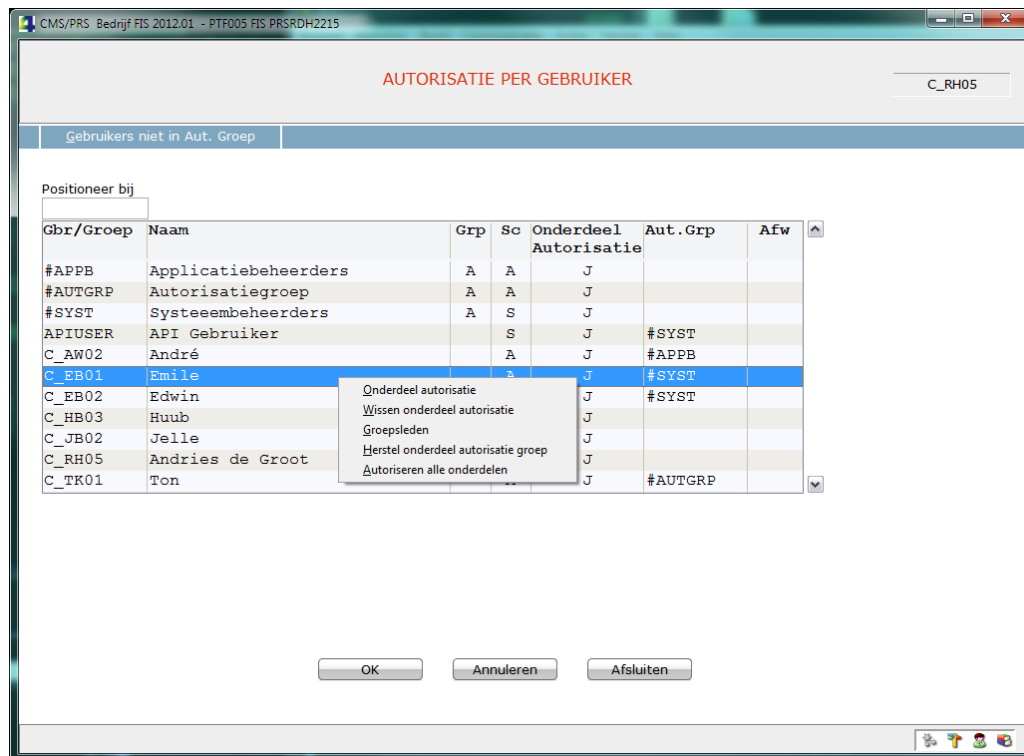 CMS/PRS Bedrijf FIS 2012.01 - PTF005 FIS PRSRDH2215
AUTORISATIE PER GEBRUIKER
C_RH05
Gebruikers niet in Aut. Groep
Positioneer bij
Gbr/Groep Naam Grp Sc Onderdeel Aut.Grp Afw
Autorisatie
#APPB Applicatiebeheerders A A J
#AUTGRP Autorisatiegroep A A J
#SYST Systeeembeheerders A S J
APIUSER API Gebruiker S J #SYST
C_AW02 André A J #APPB
C_EB01 Emile A J #SYST
C_EB02 Edwin J #SYST
C_HB03 Huub J
C_JB02 Jelle J
C_RH05 Andries de Groot J
C_TK01 Ton J #AUTGRP
Onderdeel autorisatie
Wissen onderdeel autorisatie
Groepsleden
Herstel onderdeel autorisatie groep
Autoriseren alle onderdelen
OK Annuleren Afsluiten